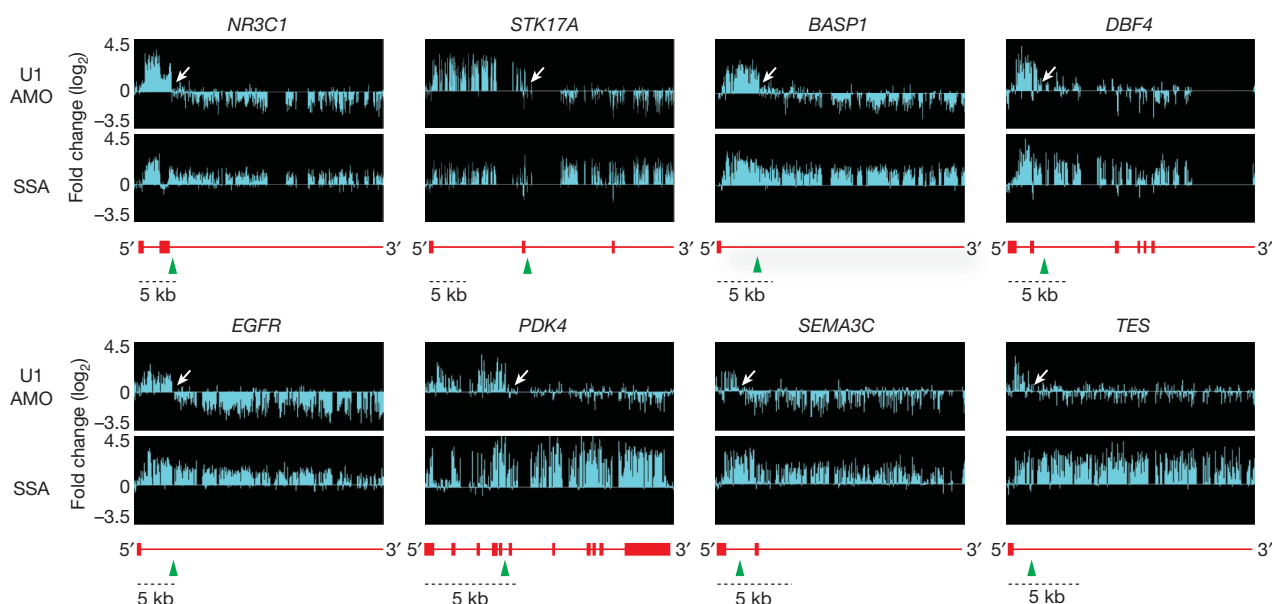 NR3C1 STK17A BASP1 DBF4
U1 AMO
Fold change (log2)
4.5
0
−3.5
SSA
4.5
0
−3.5
5′ 3′ 5′ 3′ 5′ 3′ 5′ 3′
5 kb 5 kb 5 kb 5 kb
EGFR PDK4 SEMA3C TES
U1 AMO
Fold change (log2)
4.5
0
−3.5
SSA
4.5
0
−3.5
5′ 3′ 5′ 3′ 5′ 3′ 5′ 3′
5 kb 5 kb 5 kb 5 kb